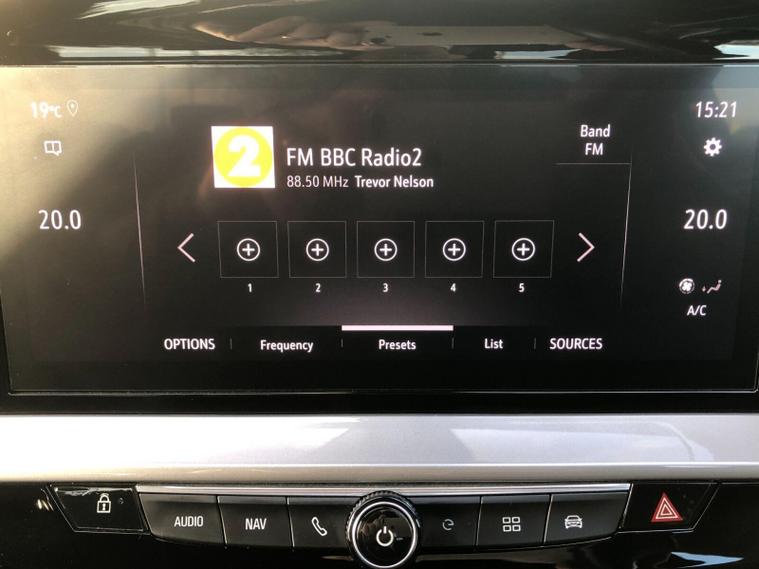 19°C
15:21
2
FM BBC Radio2
88.50 MHz Trevor Nelson
Band
FM
20.0
20.0
1 2 3 4 5
A/C
OPTIONS Frequency Presets List SOURCES
AUDIO NAV